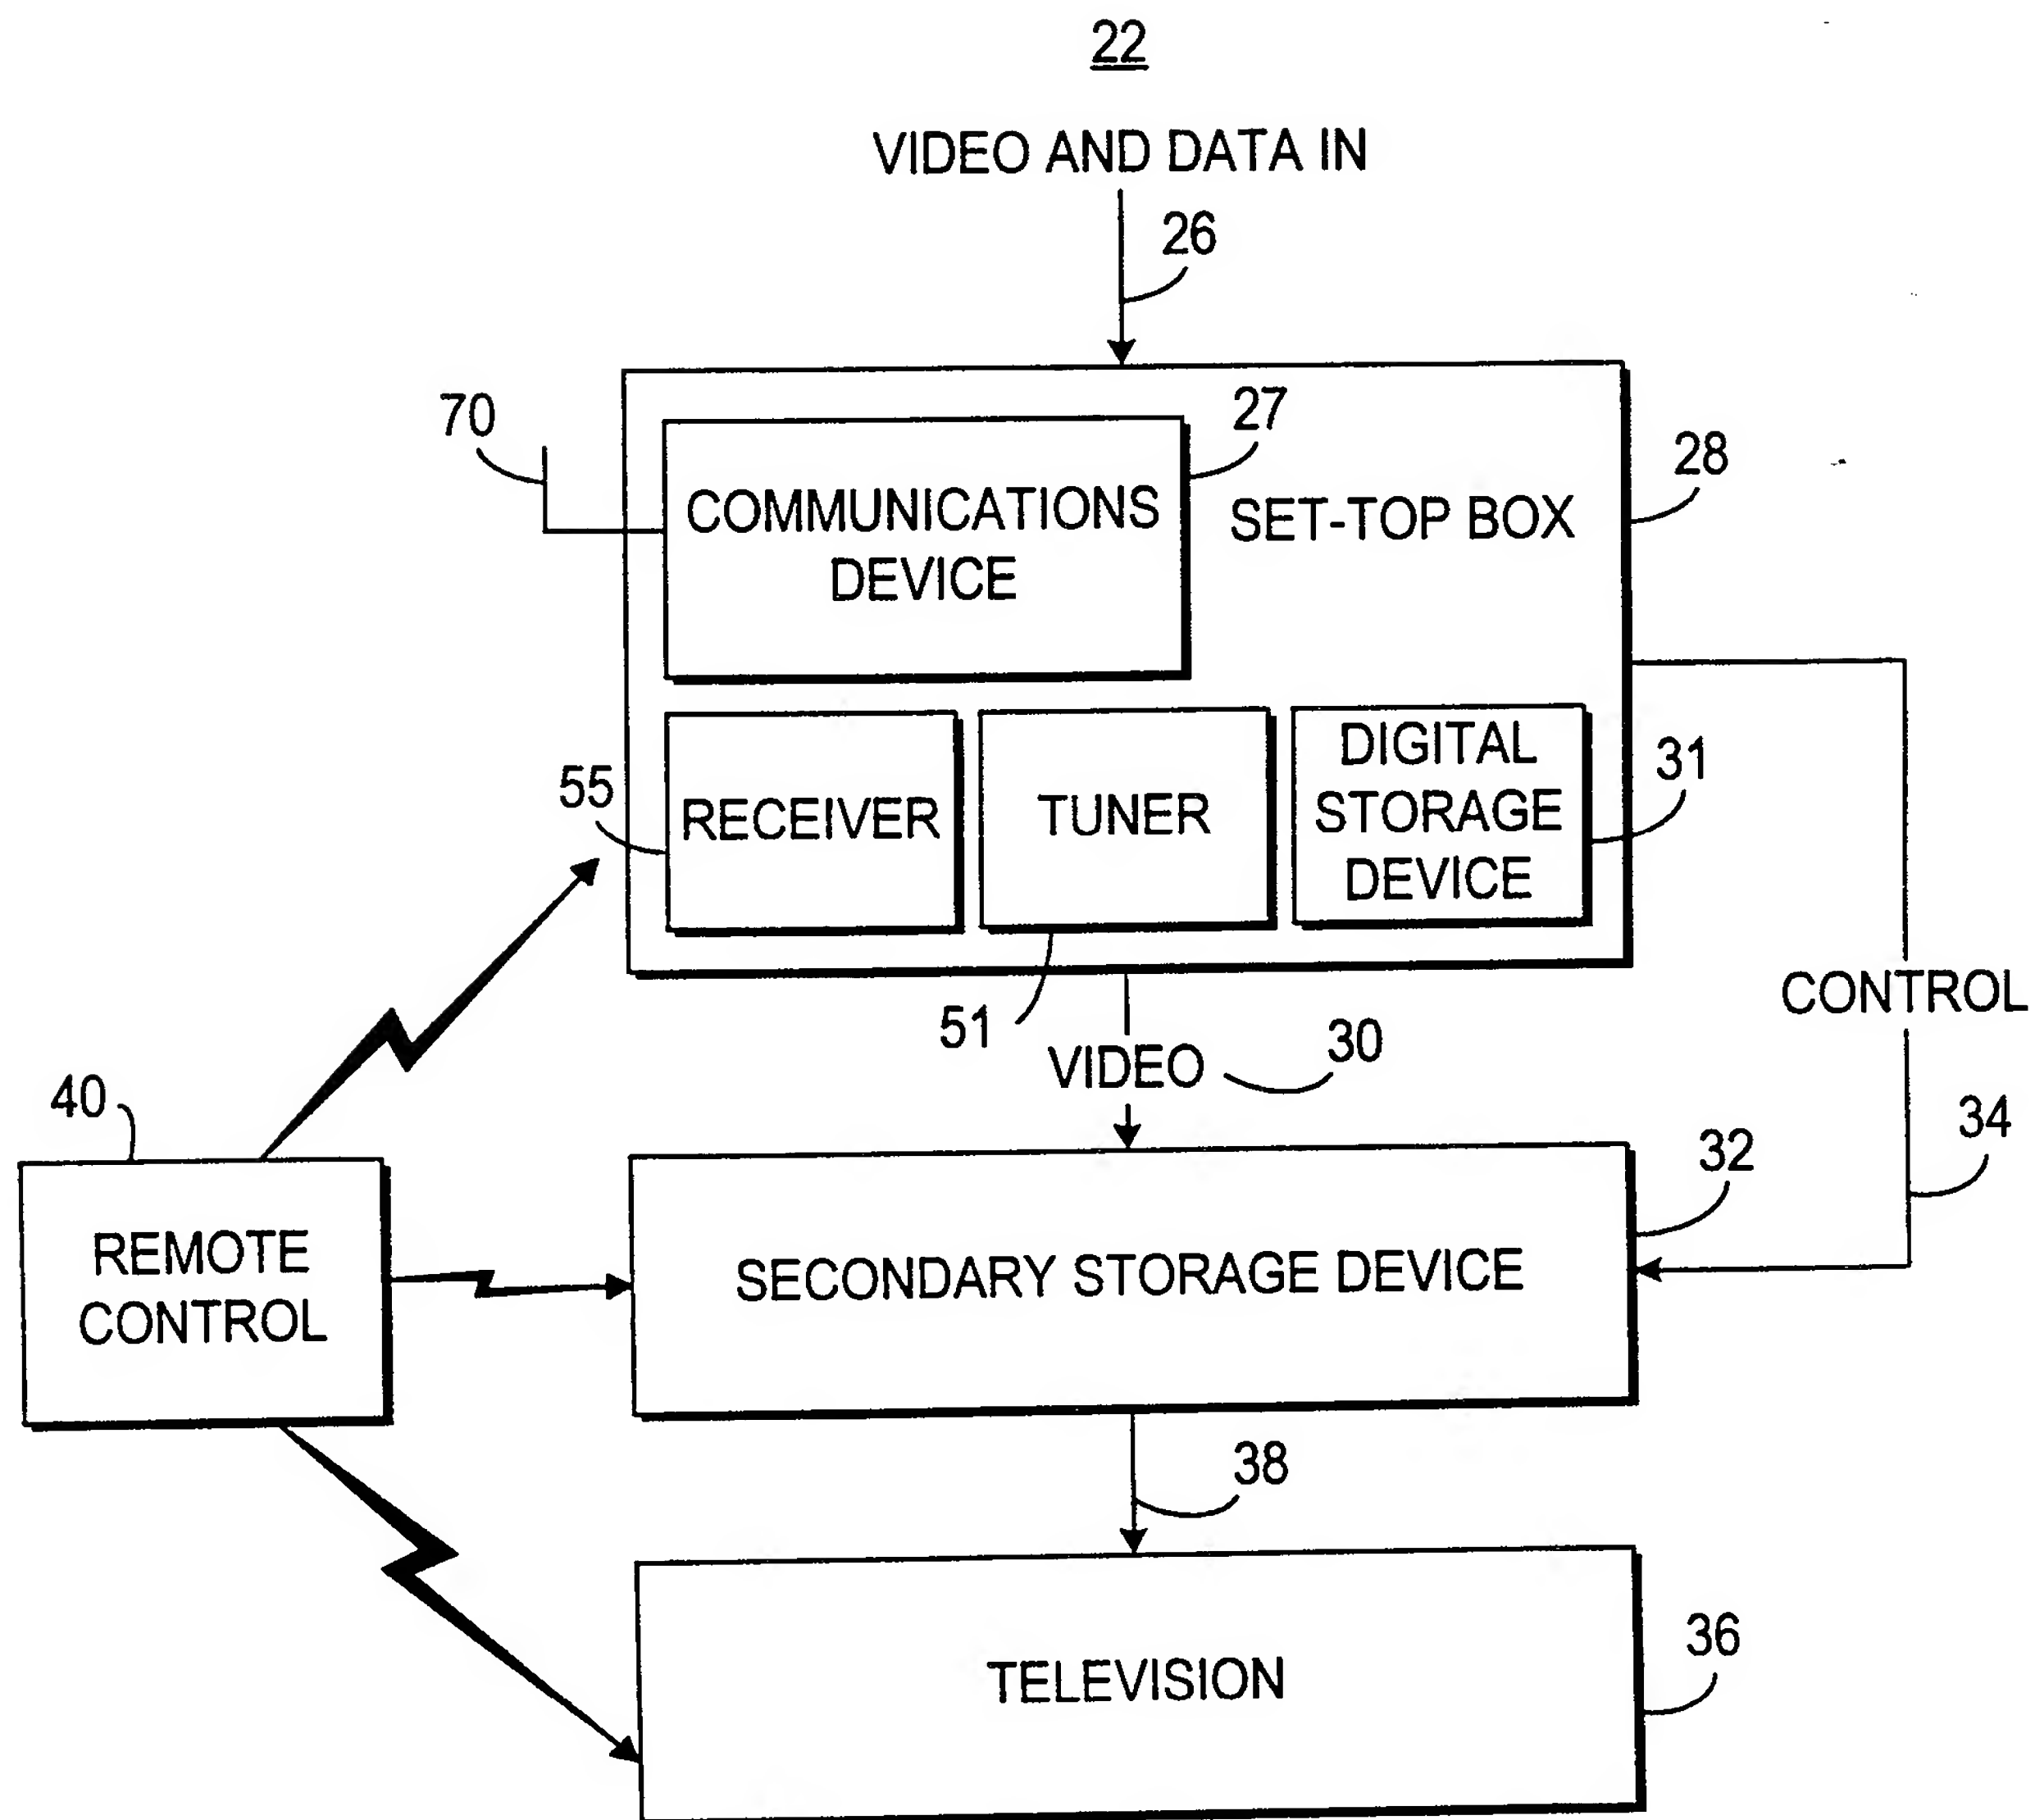 22
VIDEO AND DATA IN
26
70
27
28
COMMUNICATIONS
DEVICE
SET-TOP BOX
55
RECEIVER
TUNER
DIGITAL
STORAGE
DEVICE
31
51
CONTROL
VIDEO
30
40
34
32
REMOTE
CONTROL
SECONDARY STORAGE DEVICE
38
36
TELEVISION